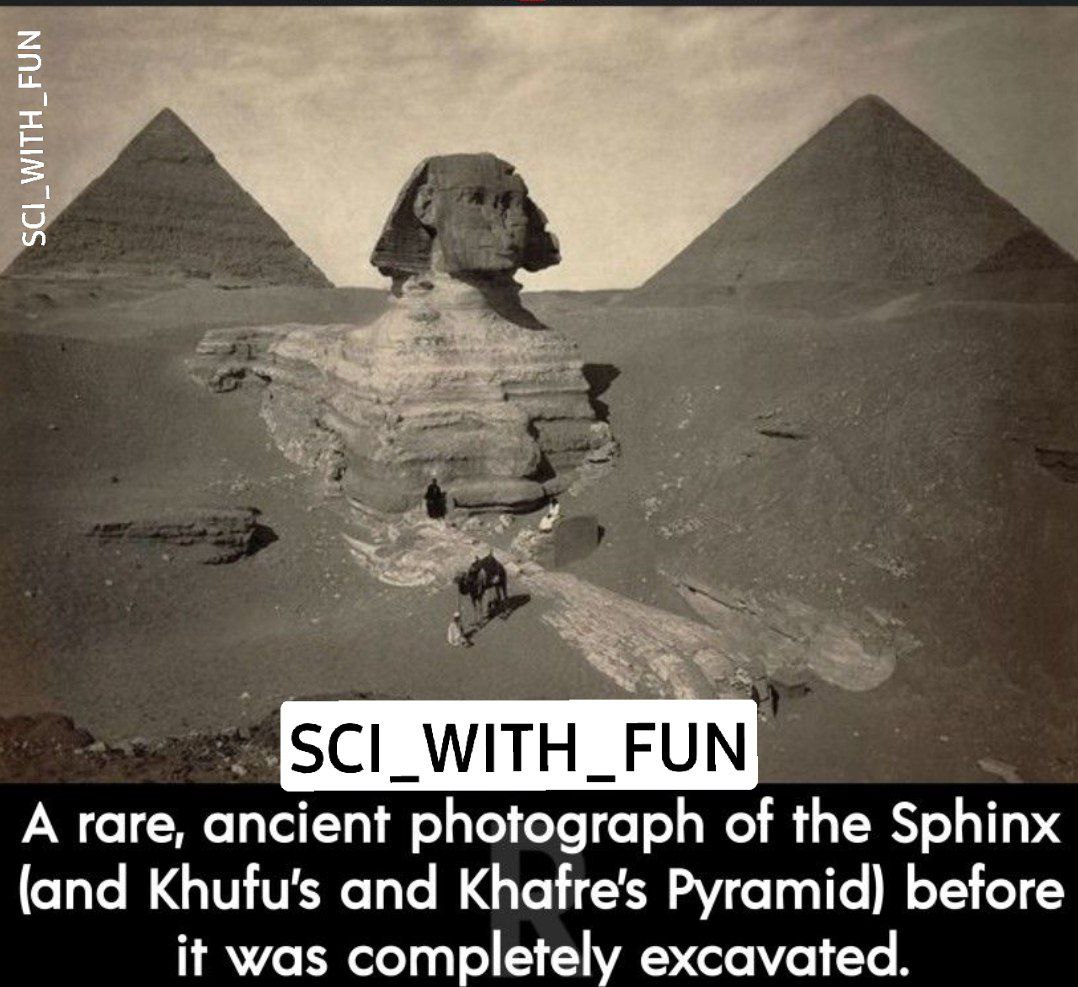 SCI_WITH_FUN
SCI_WITH_FUN
A rare, ancient photograph of the Sphinx
(and Khufu's and Khafre's Pyramid) before
it was completely excavated.
R